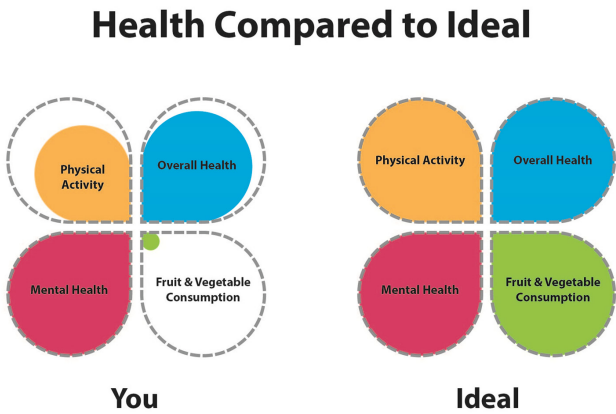 Health Compared to Ideal
Physical
Activity
Overall Health
Mental Health
Fruit & Vegetable
Consumption
You
Physical Activity
Overall Health
Mental Health
Fruit & Vegetable
Consumption
Ideal